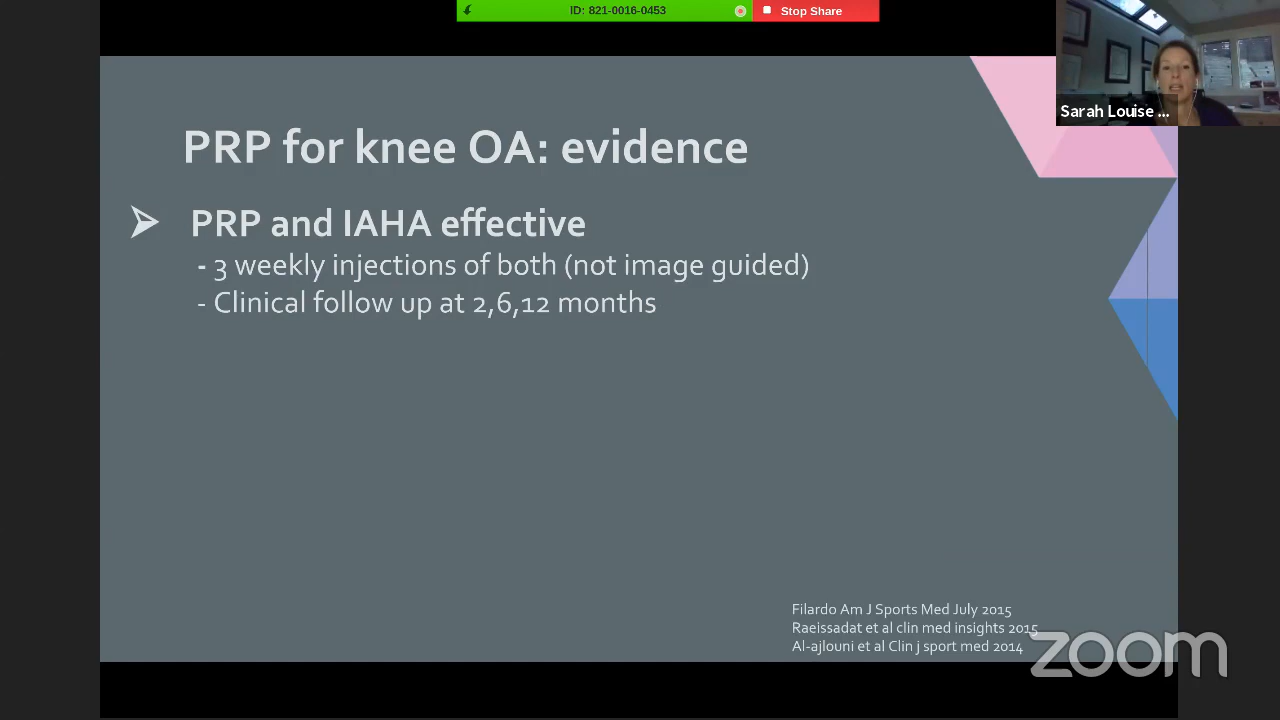 ID: 821-0016-0453
Stop Share
Sarah Louise ...
PRP for knee OA: evidence
PRP and IAHA effective
- 3 weekly injections of both (not image guided)
- Clinical follow up at 2,6,12 months
Filardo Am J Sports Med July 2015
Raeissadat et al clin med insights 2015
Al-ajlouni et al Clin j sport med 2014
zoom